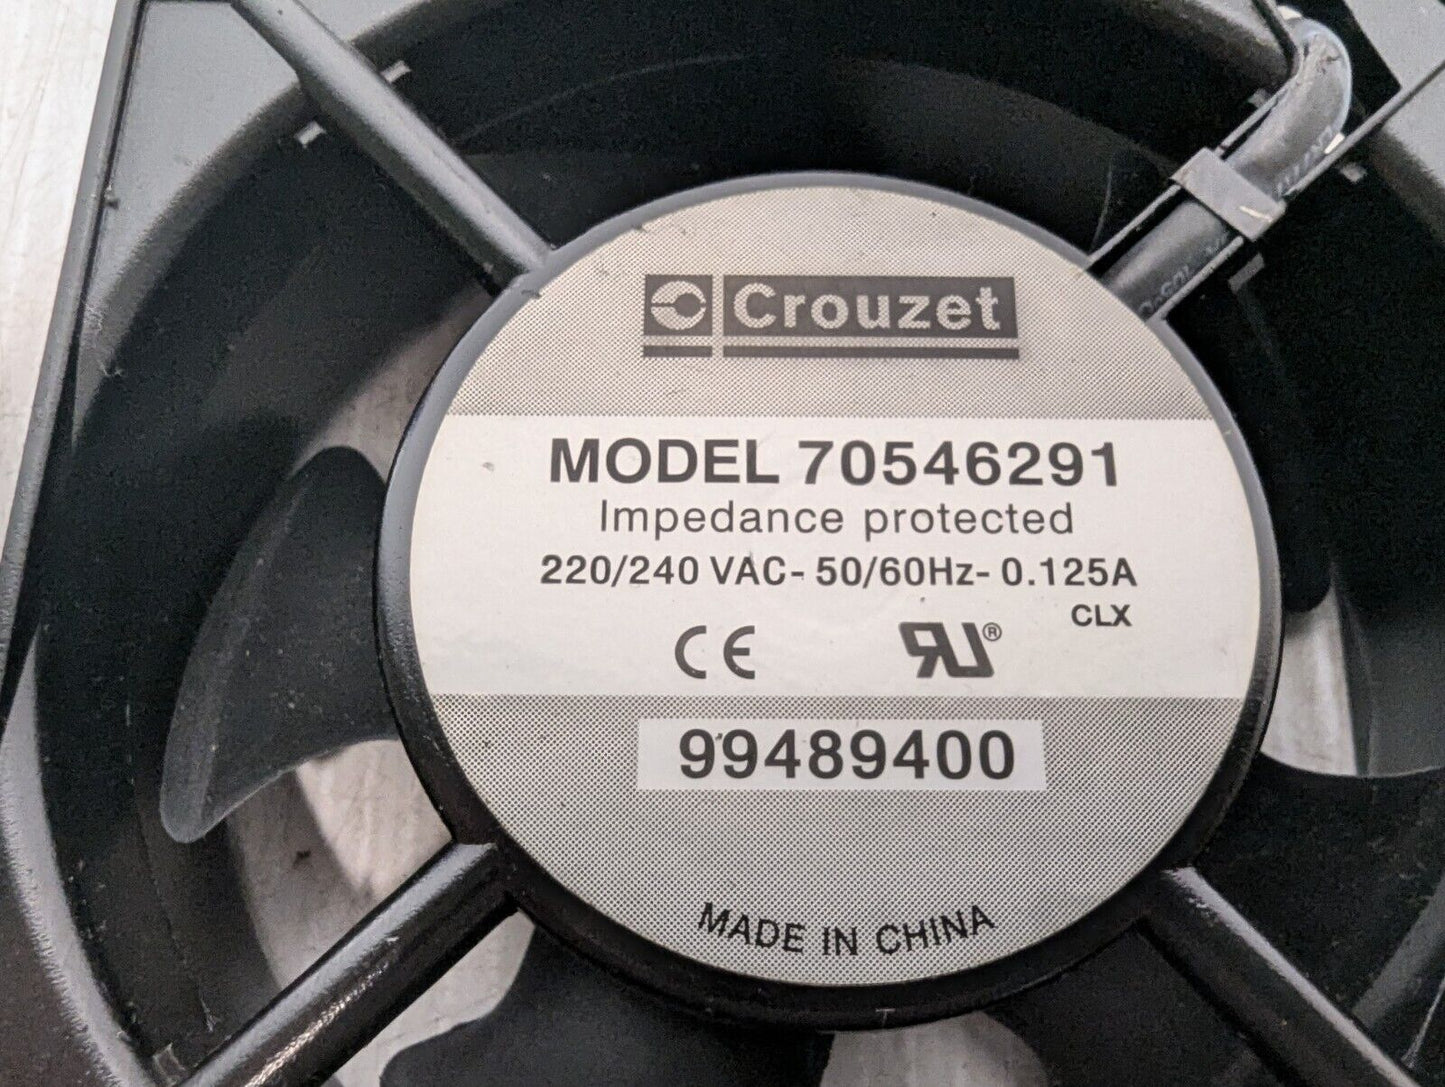 Crouzet
MODEL 70546291
Impedance protected
220/240 VAC- 50/60Hz- 0.125A
CLX
CE ®
99489400
MADE IN CHINA